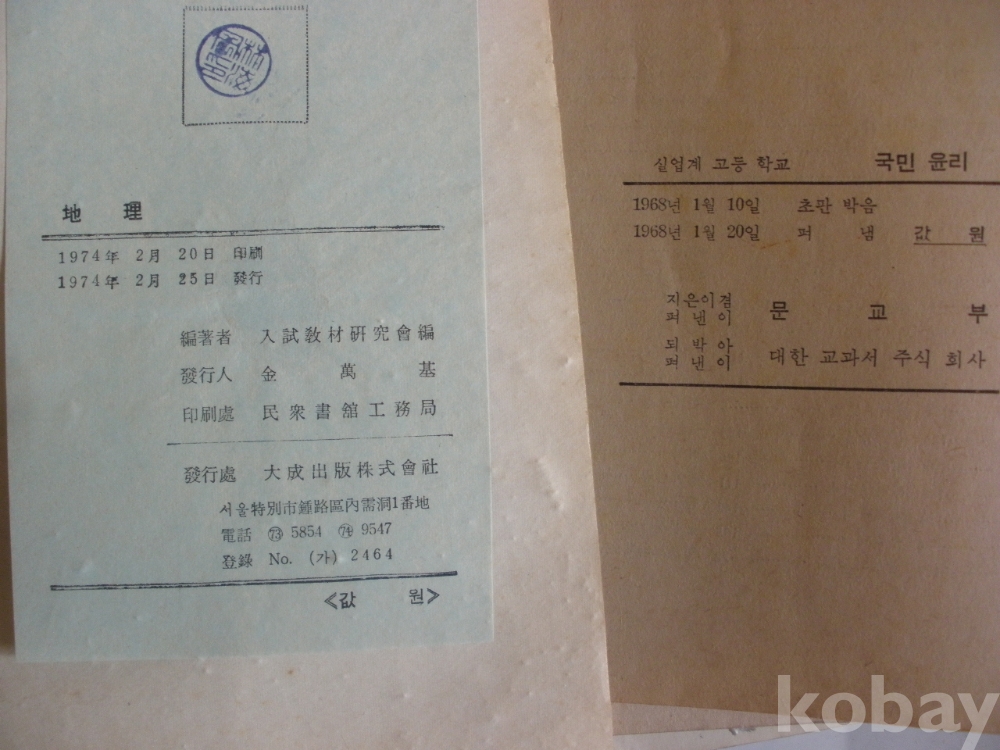 地 理
1974年 2月 20日 印刷
1974年 2月 25日 發行
編著者 入試敎材硏究會編
發行人 金 萬 基
印刷處 民衆書舘工務局
發行處 大成出版株式會社
서울特別市鍾路區內需洞1番地
電話 ㊆3 5854 ㊆4 9547
登錄 No. (가) 2464
≪값 원≫
실업계 고등 학교 국민 윤리
1968년 1월 10일 초판 박음
1968년 1월 20일 펴 냄 값 원
지은이겸
펴 낸 이 문 교 부
되 박 아
펴 낸 이 대한 교과서 주식 회사
kobay